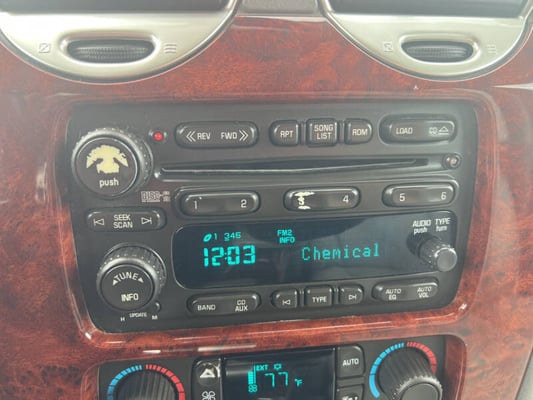 REV FWD
RPT SONG LIST RDM
LOAD
push
DISC
1 2
3 4
5 6
SEEK
SCAN
1 345
FM2
INFO
12:03
Chemical
AUDIO TYPE
push turn
TUNE
INFO
H UPDATE M
BAND
CD
AUX
TYPE
AUTO
EQ
AUTO
VOL
EXT
77 °F
AUTO